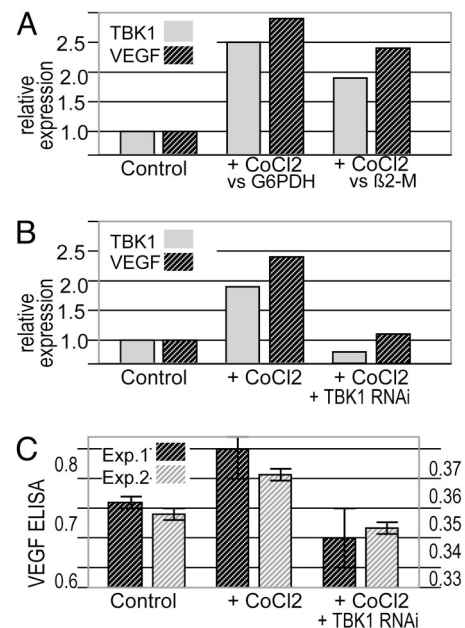 A
TBK1
VEGF
2.5
2.0
1.5
1.0
relative
expression
Control
+ CoCl2
vs G6PDH
+ CoCl2
vs ß2-M
B
TBK1
VEGF
2.5
2.0
1.5
1.0
relative
expression
Control
+ CoCl2
+ CoCl2
+ TBK1 RNAi
C
Exp.1
Exp.2
0.8
0.7
0.6
VEGF ELISA
0.37
0.36
0.35
0.34
0.33
Control
+ CoCl2
+ CoCl2
+ TBK1 RNAi